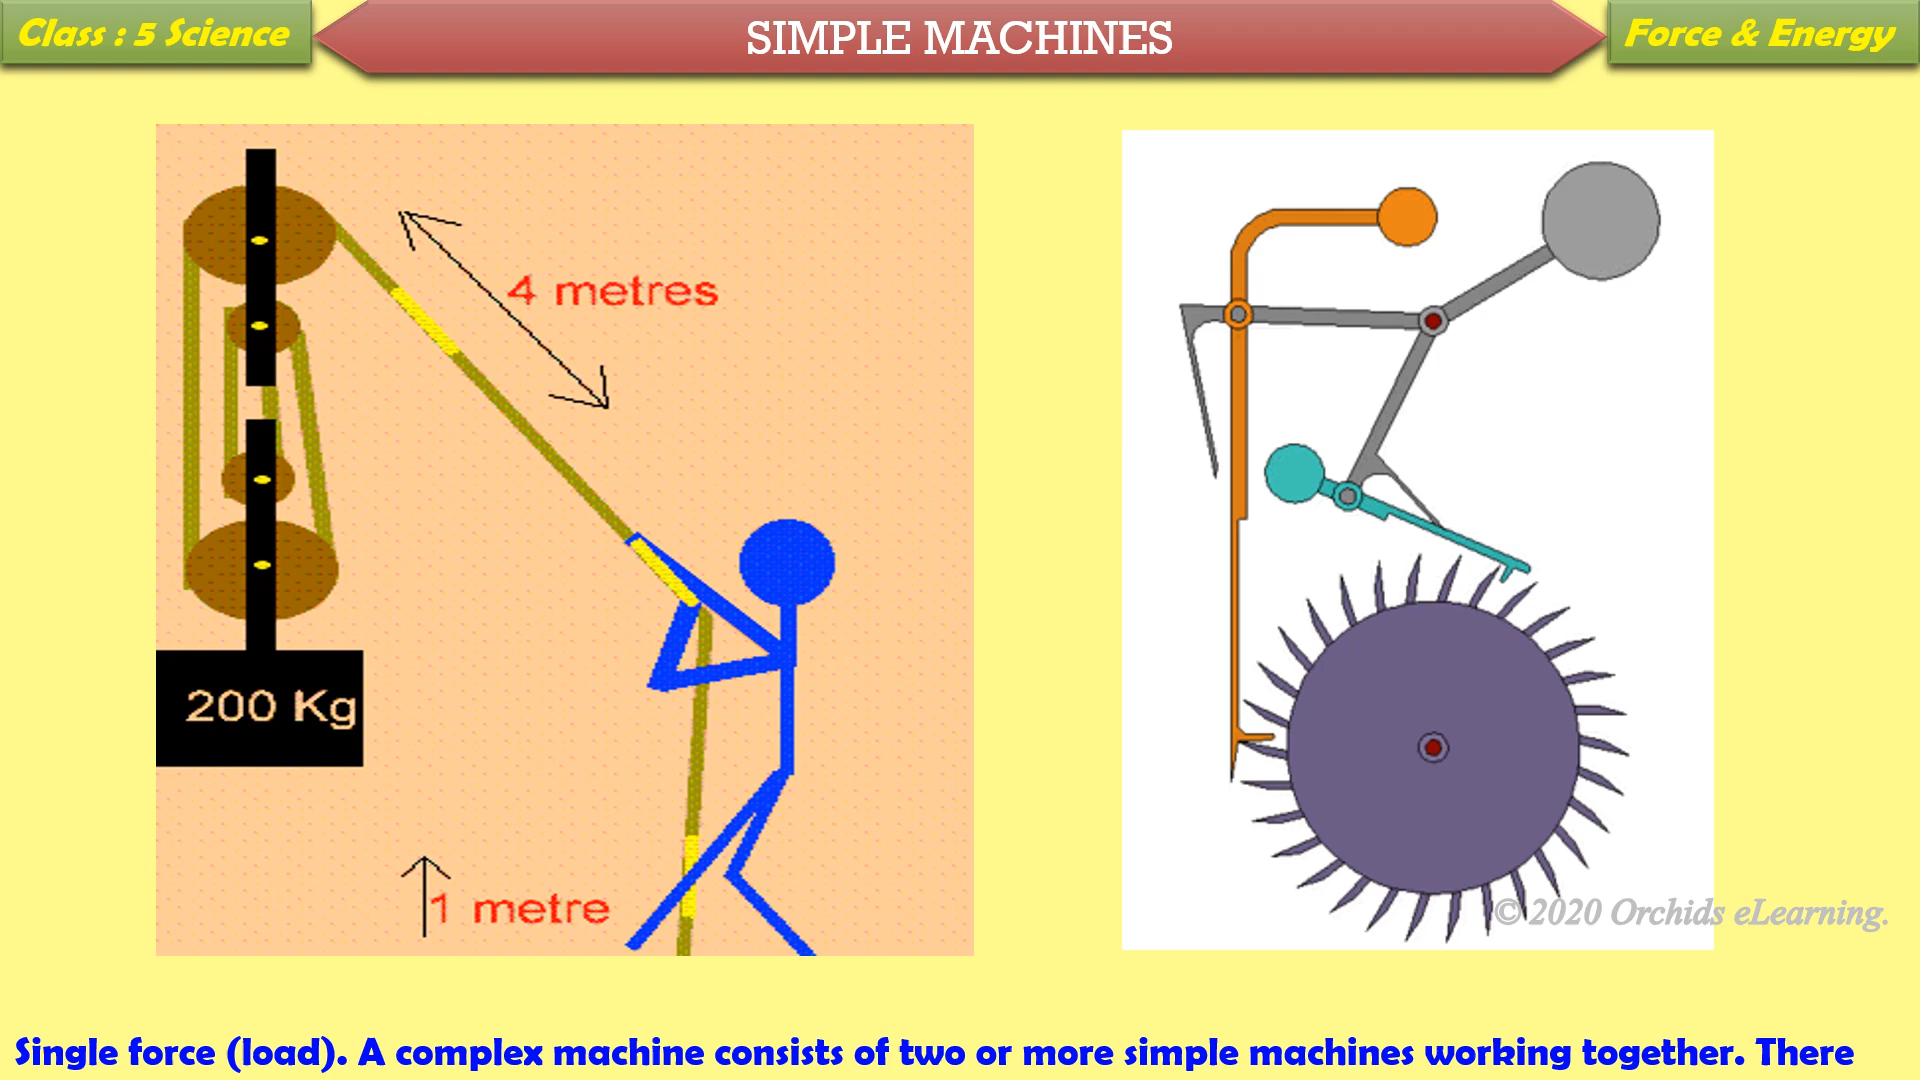 Class : 5 Science
SIMPLE MACHINES
Force & Energy
4 metres
200 Kg
1 metre
© 2020 Orchids eLearning.
Single force (load). A complex machine consists of two or more simple machines working together. There